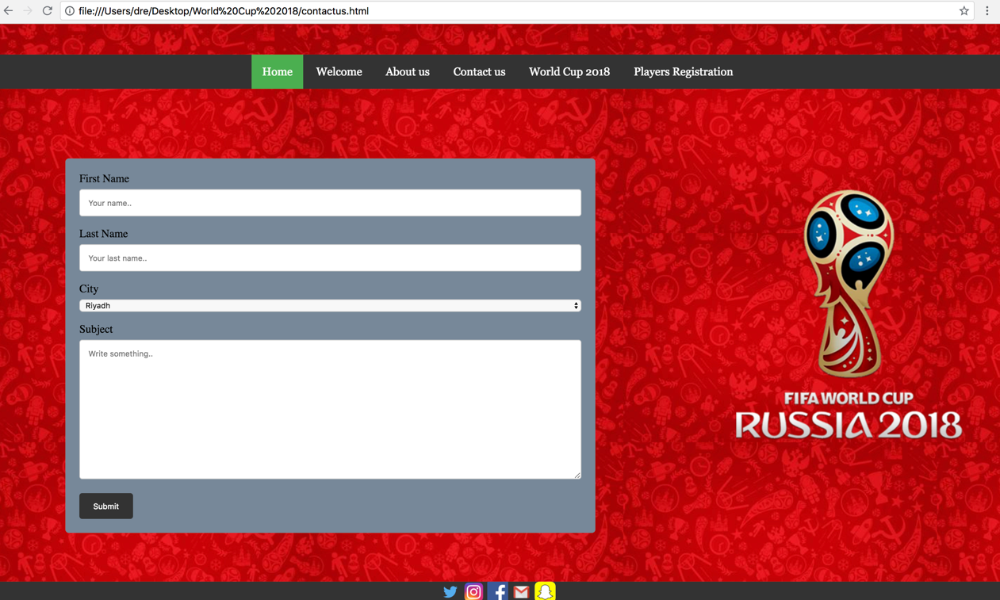 file:///Users/dre/Desktop/World%20Cup%202018/contactus.html
Home Welcome About us Contact us World Cup 2018 Players Registration
First Name
Your name..
Last Name
Your last name..
City
Riyadh
Subject
Write something..
Submit
FIFA WORLD CUP
RUSSIA 2018